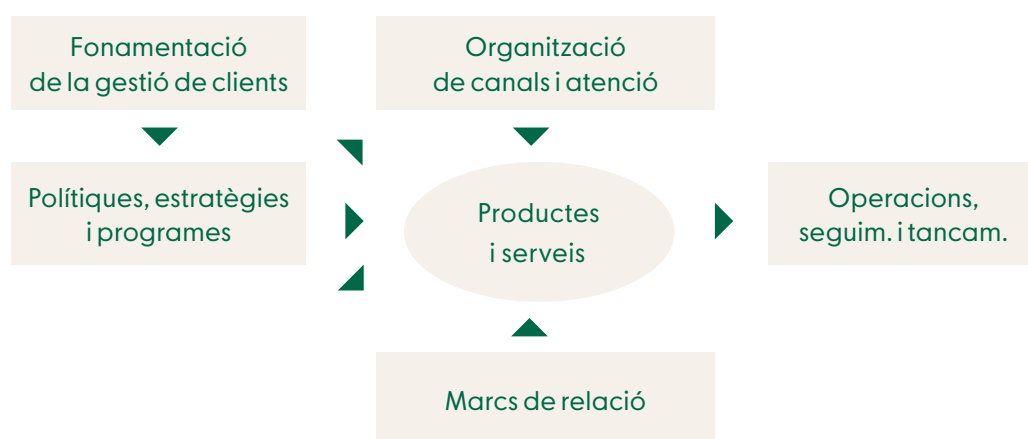 Fonamentació
de la gestió de clients
Organització
de canals i atenció
Polítiques, estratègies
i programes
Productes
i serveis
Operacions,
seguim. i tancam.
Marcs de relació